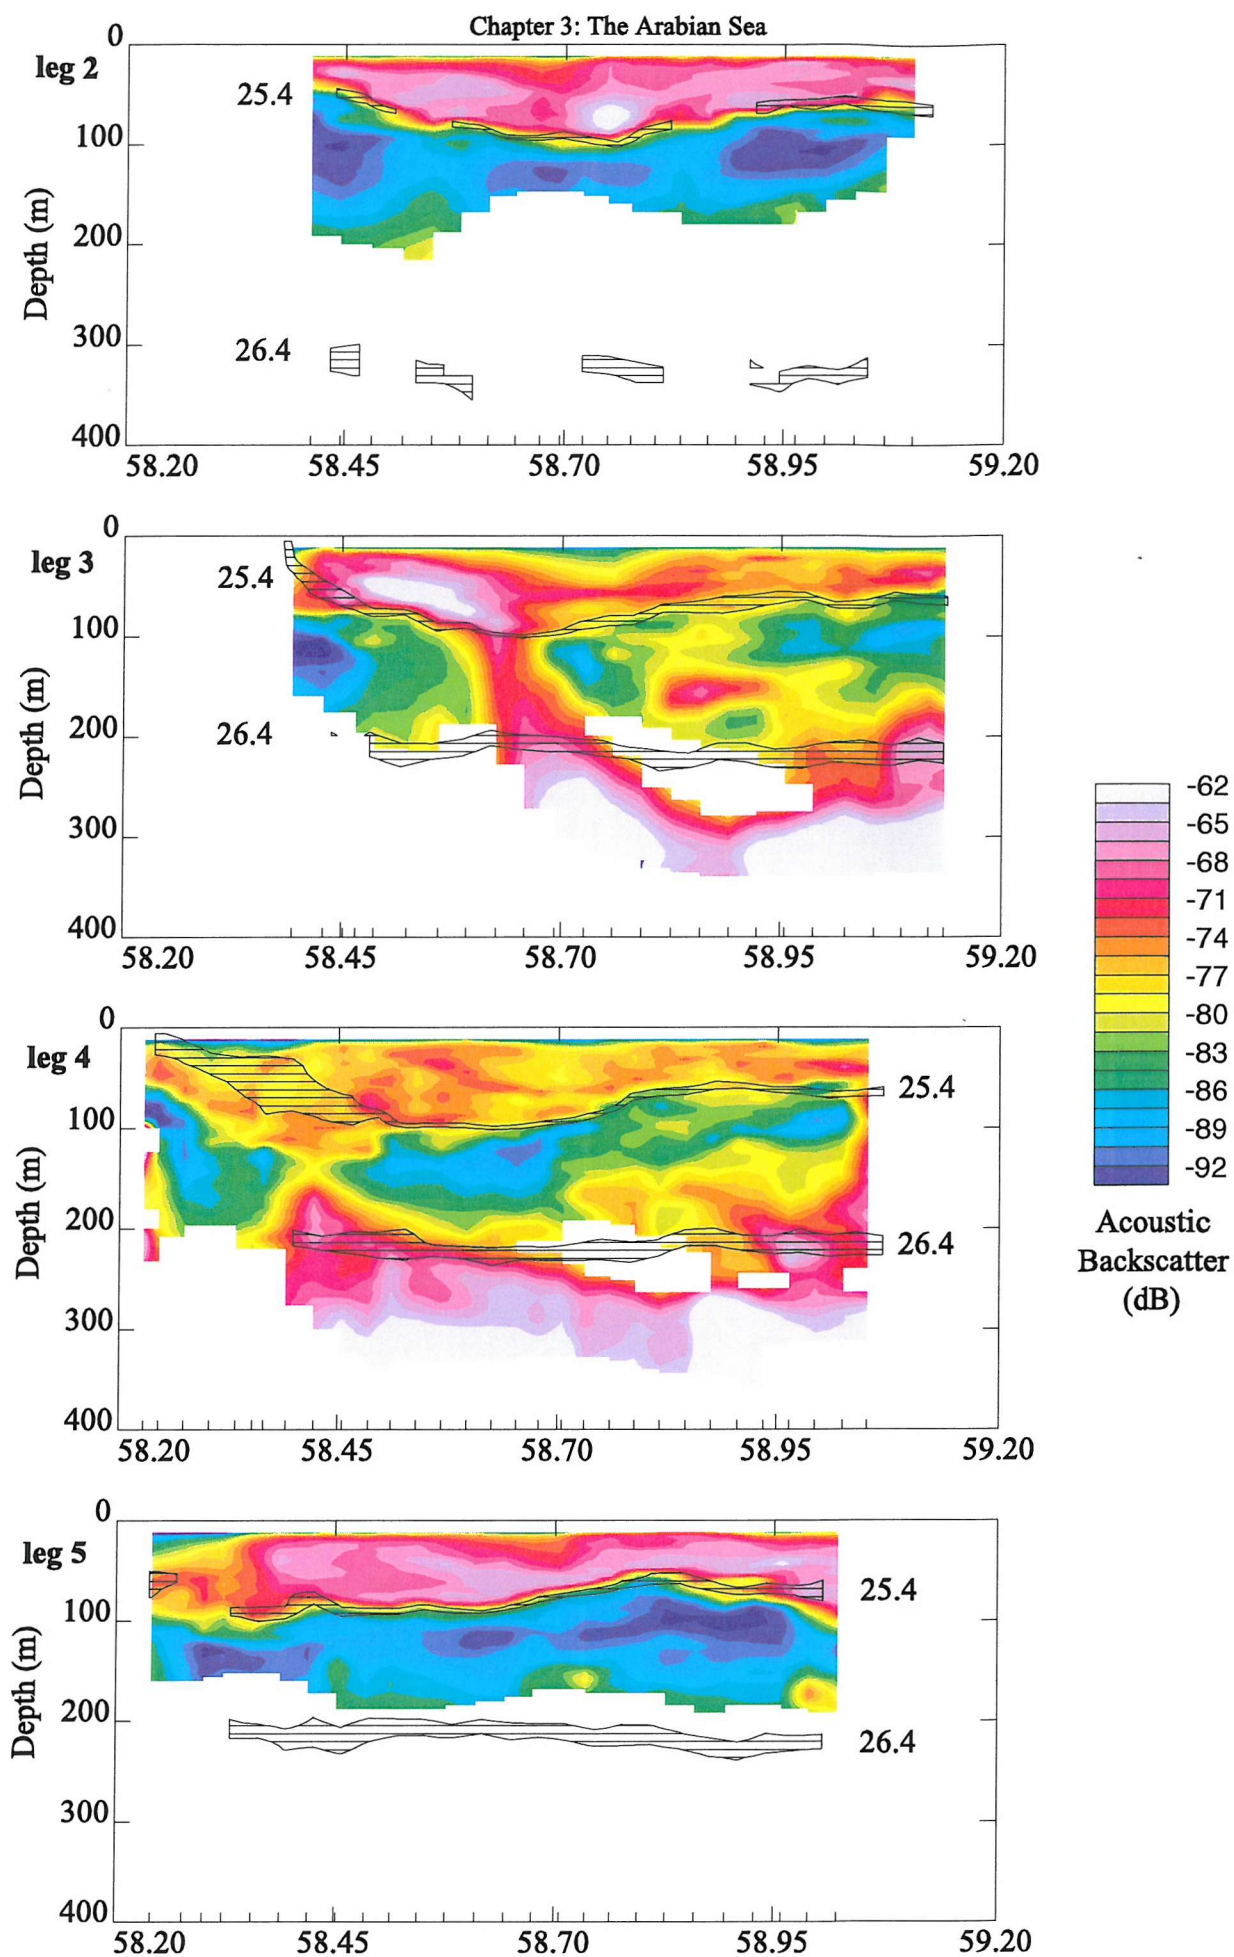 Chapter 3: The Arabian Sea
leg 2
0
100
200
300
400
Depth (m)
25.4
26.4
58.20 58.45 58.70 58.95 59.20
leg 3
0
100
200
300
400
Depth (m)
25.4
26.4
58.20 58.45 58.70 58.95 59.20
leg 4
0
100
200
300
400
Depth (m)
25.4
26.4
58.20 58.45 58.70 58.95 59.20
leg 5
0
100
200
300
400
Depth (m)
25.4
26.4
58.20 58.45 58.70 58.95 59.20
-62
-65
-68
-71
-74
-77
-80
-83
-86
-89
-92
Acoustic
Backscatter
(dB)